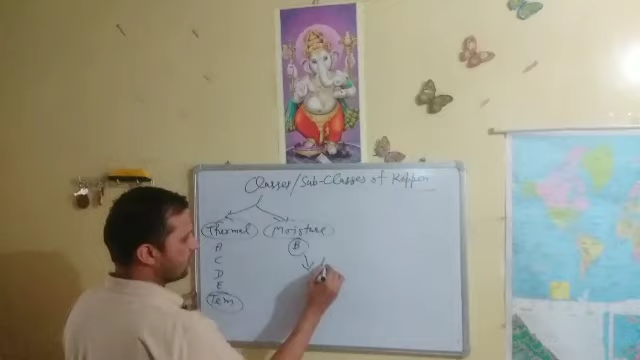 Classes/Sub-Classes of Koppen
Thermal
Moisture
A
B
C
D
E
Tem